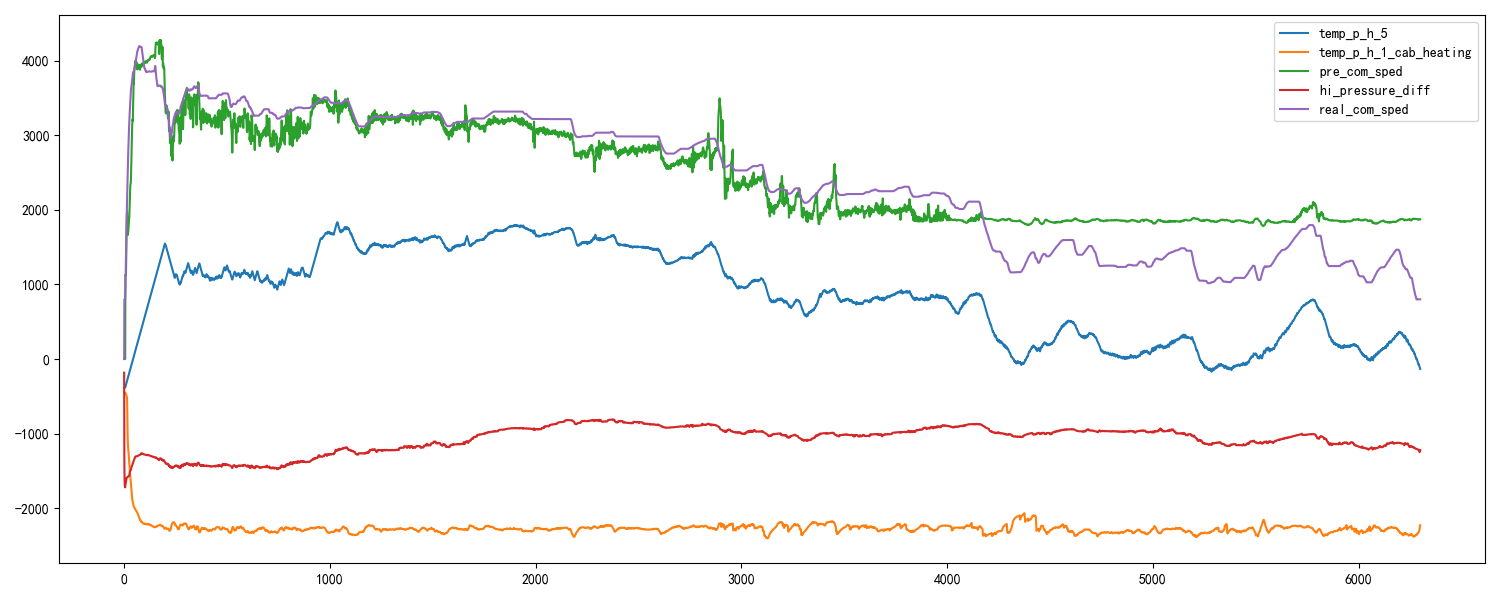 temp_p_h_5
temp_p_h_1_cab_heating
pre_com_sped
hi_pressure_diff
real_com_sped
4000
3000
2000
1000
0
−1000
−2000
0 1000 2000 3000 4000 5000 6000